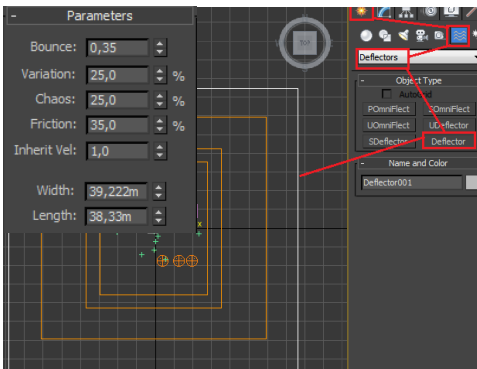 - Parameters
Bounce: 0,35
Variation: 25,0 %
Chaos: 25,0 %
Friction: 35,0 %
Inherit Vel: 1,0
Width: 39,222m
Length: 38,33m
TOP
x
Deflectors
- Object Type
AutoGrid
POmniFlect SOmniFlect
UOmniFlect UDeflector
SDeflector Deflector
- Name and Color
Deflector001